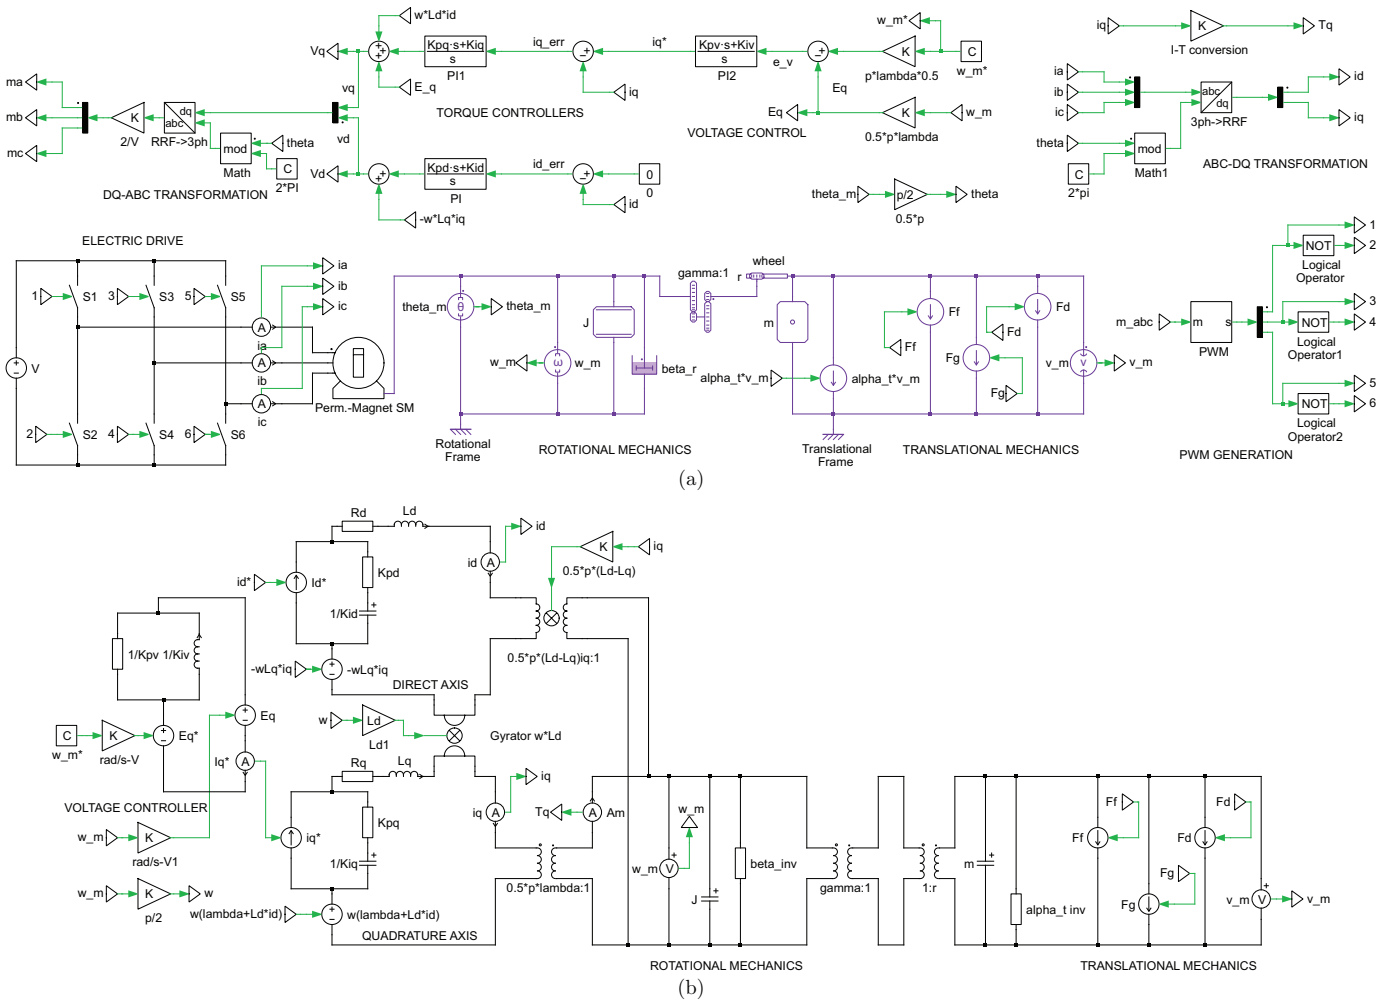 w*Ld*id
Vq
Kpq·s+Kiq
s
PI1
iq_err
iq*
Kpv·s+Kiv
s
PI2
e_v
K
p*lambda*0.5
w_m*
C
w_m*
iq
K
Tq
I-T conversion
E_q
vq
TORQUE CONTROLLERS
iq
Eq
Eq
K
w_m
0.5*p*lambda
VOLTAGE CONTROL
ma
mb
mc
K
2/V
dq
abc
RRF->3ph
mod
Math
theta
C
2*PI
DQ-ABC TRANSFORMATION
vd
Vd
Kpd·s+Kid
s
PI
id_err
0
0
id
-w*Lq*iq
theta_m
p/2
theta
0.5*p
ia
ib
ic
abc
dq
3ph->RRF
id
iq
theta
mod
Math1
C
2*pi
ABC-DQ TRANSFORMATION
ELECTRIC DRIVE
V
1
S1
3
S3
5
S5
2
S2
4
S4
6
S6
ia
ib
ic
A
ia
A
ib
A
ic
Perm.-Magnet SM
theta_m
θ
theta_m
w_m
ω
w_m
J
beta_r
Rotational
Frame
ROTATIONAL MECHANICS
gamma:1
wheel
r
m
alpha_t*v_m
alpha_t*v_m
Ff
Ff
Fd
Fd
Fg
Fg
v_m
v
v_m
Translational
Frame
TRANSLATIONAL MECHANICS
m_abc
m
s
PWM
1
NOT
2
Logical
Operator
3
NOT
4
Logical
Operator1
5
NOT
6
Logical
Operator2
PWM GENERATION
(a)
Rd
Ld
id
id
A
K
iq
0.5*p*(Ld-Lq)
id*
Id*
Kpd
1/Kid
0.5*p*(Ld-Lq)iq:1
-wLq*iq
-wLq*iq
DIRECT AXIS
1/Kpv
1/Kiv
C
w_m*
K
rad/s-V
Eq*
Eq
Iq*
A
VOLTAGE CONTROLLER
w_m
K
rad/s-V1
w_m
K
w
p/2
w
Ld
Ld1
Gyrator w*Ld
Rq
Lq
iq
iq
A
iq*
Kpq
1/Kiq
0.5*p*lambda:1
w(lambda+Ld*id)
w(lambda+Ld*id)
QUADRATURE AXIS
Tq
A
Am
w_m
w_m
V
J
beta_inv
gamma:1
1:r
ROTATIONAL MECHANICS
m
alpha_t inv
Ff
Ff
Fg
Fg
Fd
Fd
v_m
V
v_m
TRANSLATIONAL MECHANICS
(b)